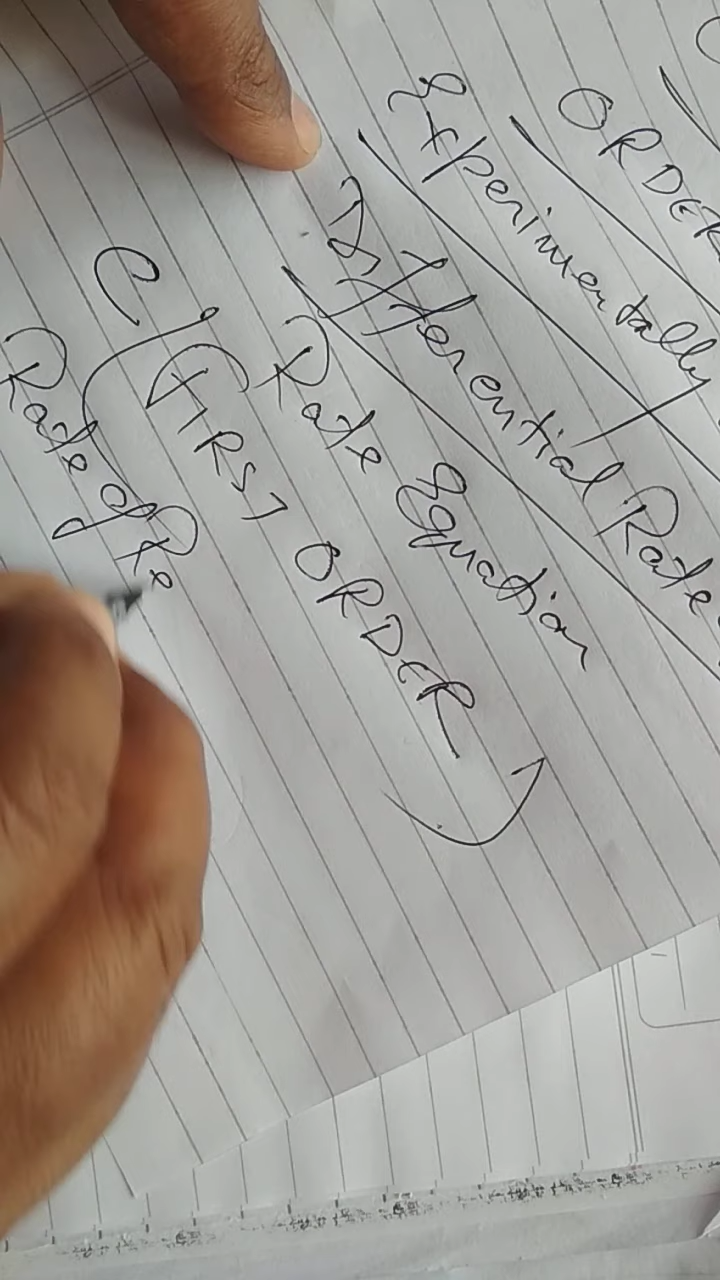 ORDER
Experimentally
Differential Rate
Rate Equation
(FIRST ORDER)
Rate of Re